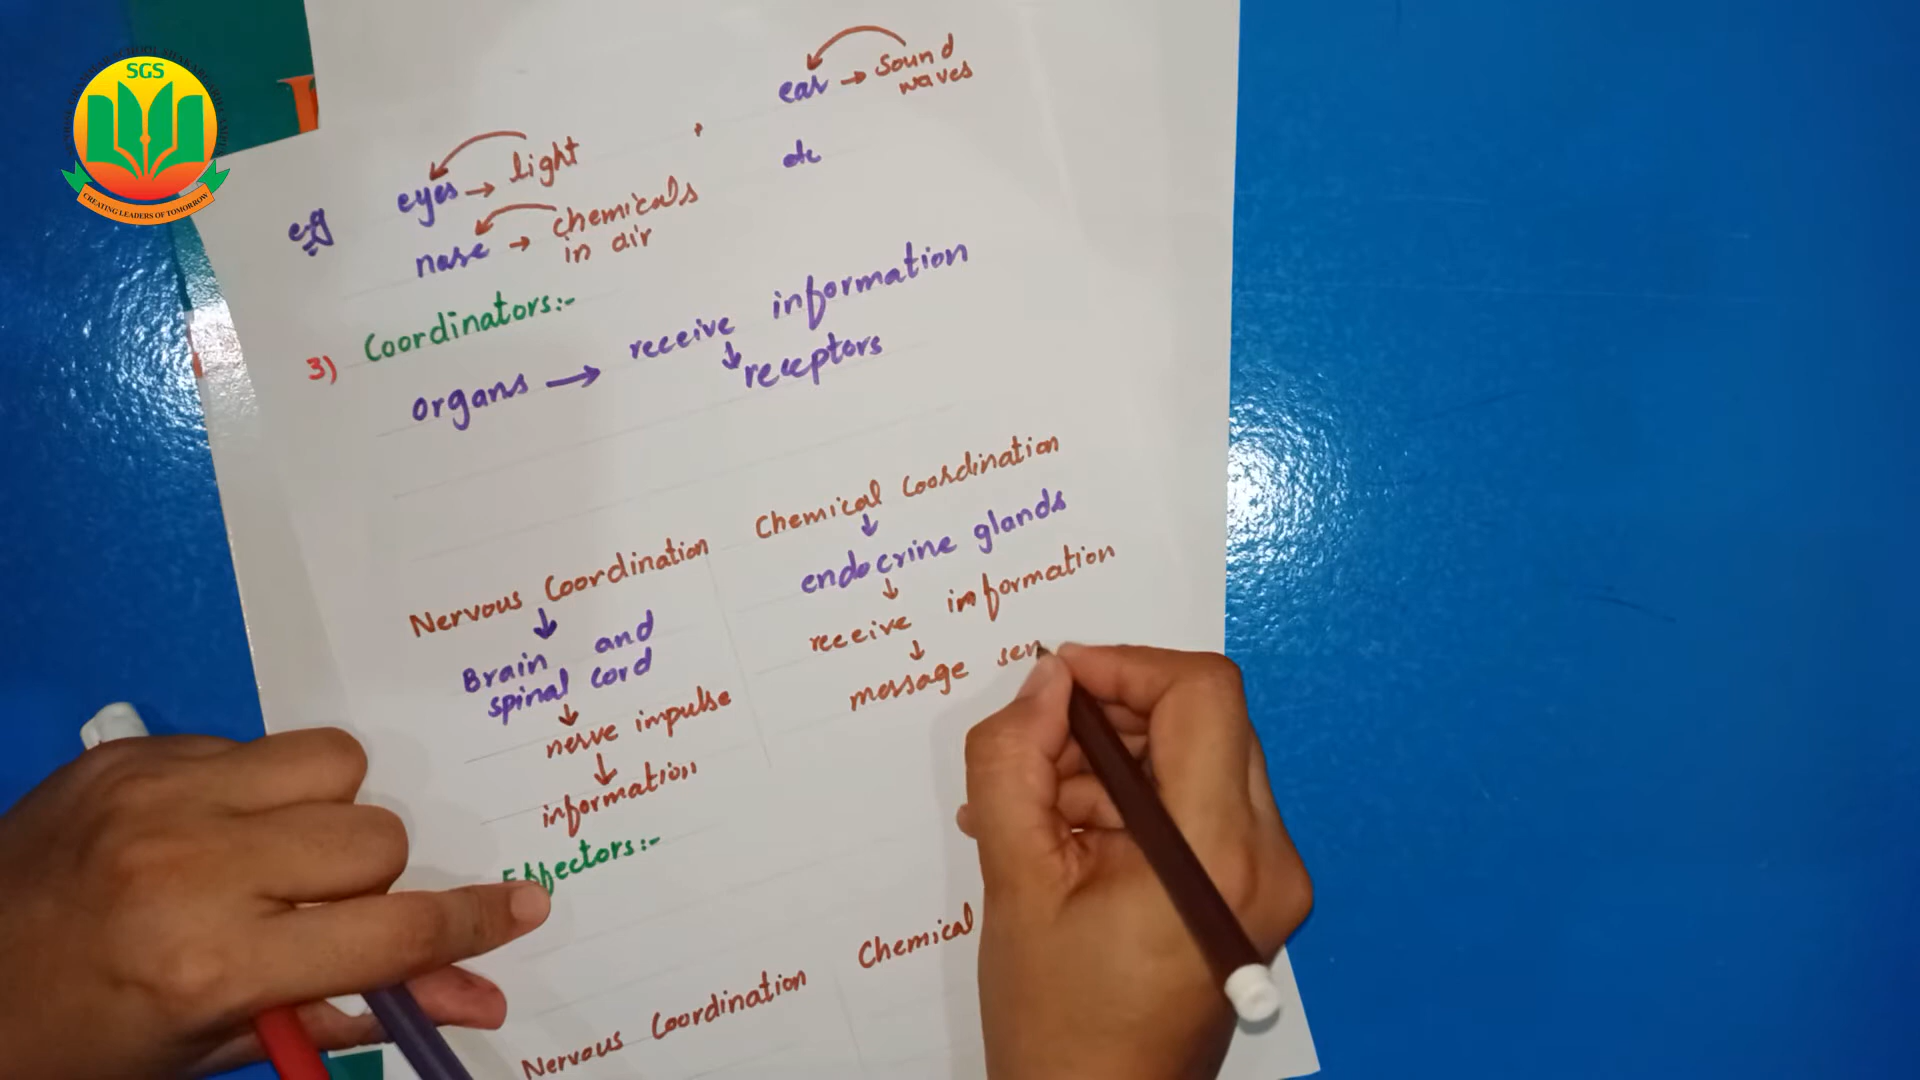 SGS
CREATING LEADERS OF TOMORROW
ear → sound
waves
etc
e.g eyes → light
nose → chemicals
in air
3) Coordinators:-
organs → receive information
↓
receptors
Nervous Coordination
↓
Brain and
spinal cord
↓
nerve impulse
↓
information
Chemical Coordination
↓
endocrine glands
↓
receive information
↓
message sen
Effectors:-
Nervous Coordination
Chemical